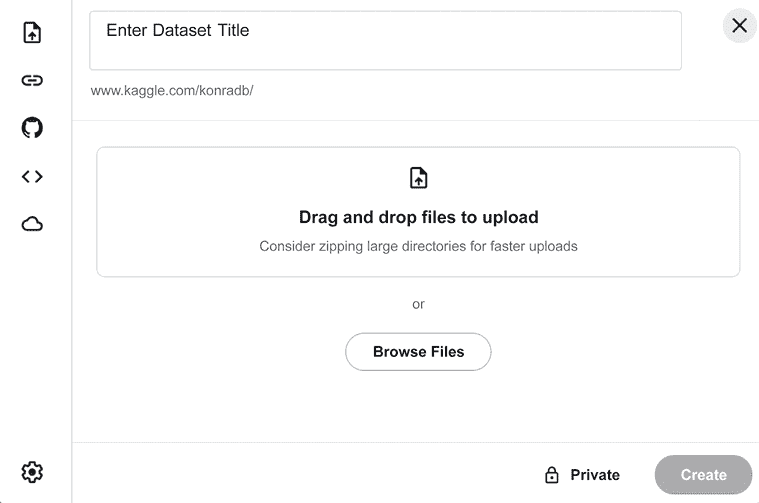 Enter Dataset Title
www.kaggle.com/konradb/
Drag and drop files to upload
Consider zipping large directories for faster uploads
or
Browse Files
Private
Create